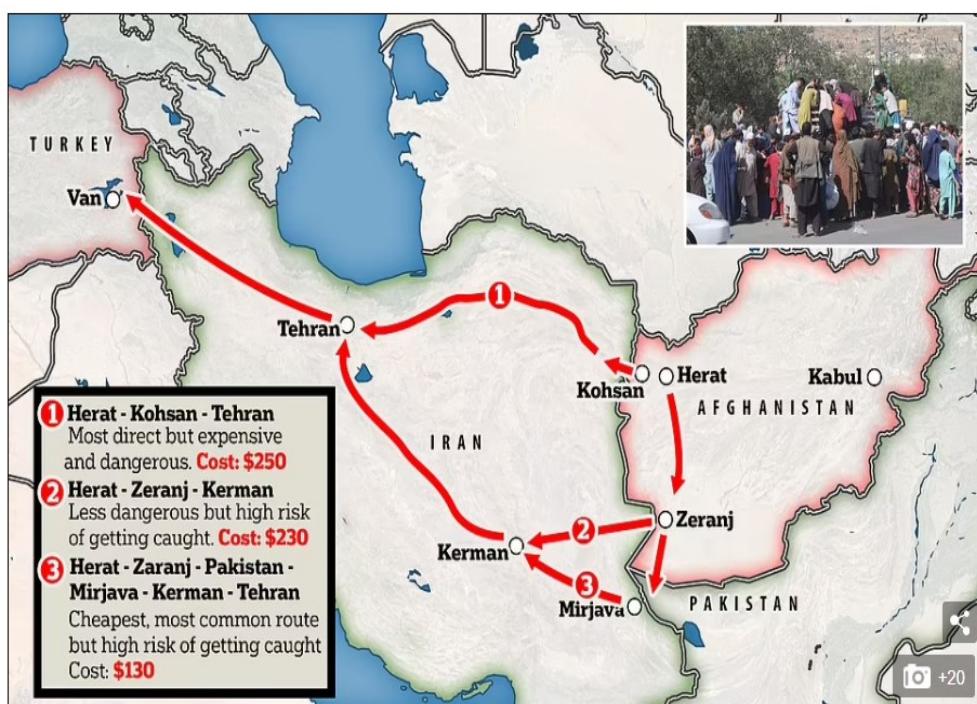 TURKEY
Van
Tehran
1
Kohsan
Herat
Kabul
AFGHANISTAN
IRAN
Zeranj
2
Kerman
3
Mirjava
PAKISTAN
1 Herat - Kohsan - Tehran
Most direct but expensive
and dangerous. Cost: $250
2 Herat - Zeranj - Kerman
Less dangerous but high risk
of getting caught. Cost: $230
3 Herat - Zaranj - Pakistan -
Mirjava - Kerman - Tehran
Cheapest, most common route
but high risk of getting caught
Cost: $130
+20